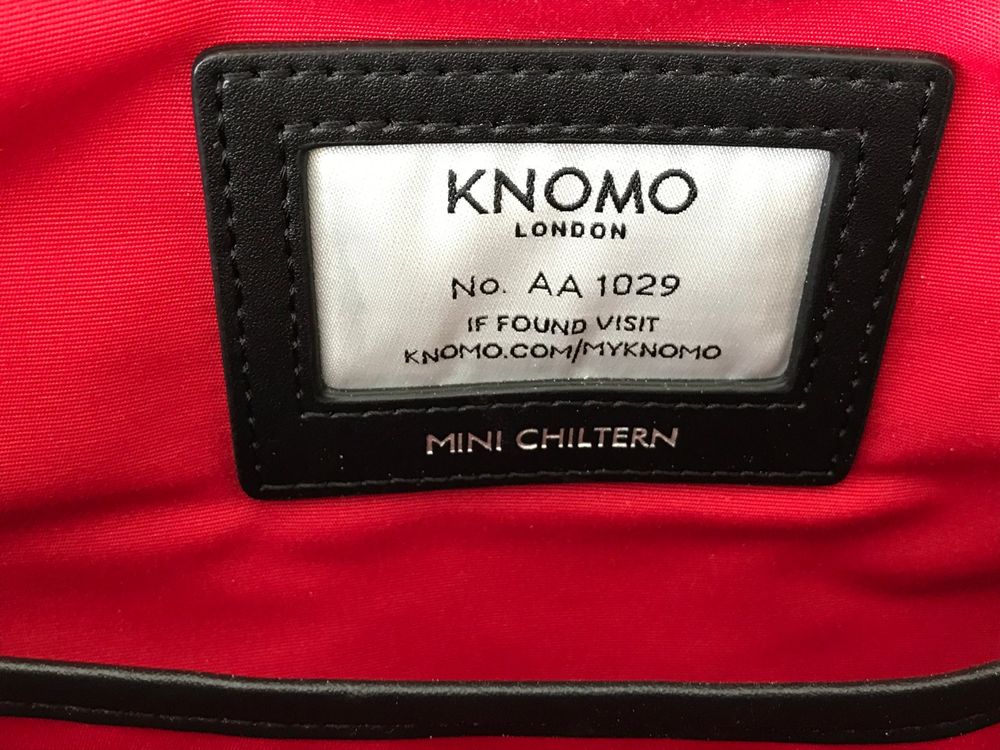 KNOMO
LONDON
No. AA 1029
IF FOUND VISIT
KNOMO.COM/MYKNOMO
MINI CHILTERN